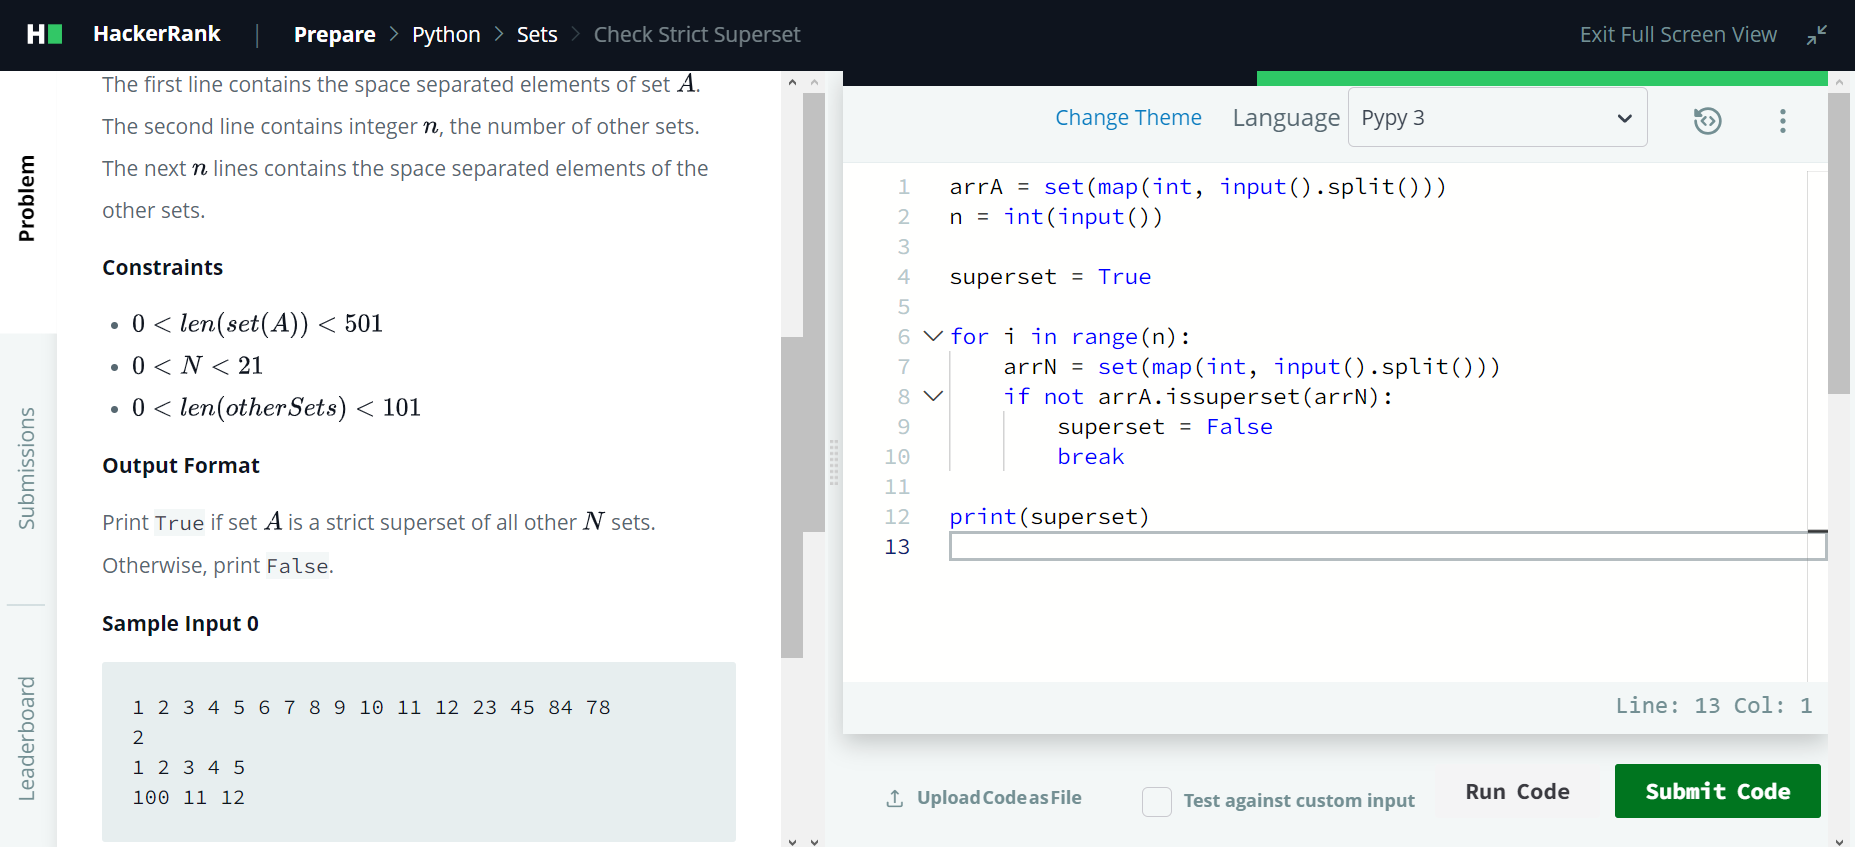 H HackerRank | Prepare > Python > Sets > Check Strict Superset Exit Full Screen View
Problem
Submissions
Leaderboard
The first line contains the space separated elements of set A.
The second line contains integer n, the number of other sets.
The next n lines contains the space separated elements of the
other sets.
Constraints
• 0 < len(set(A)) < 501
• 0 < N < 21
• 0 < len(otherSets) < 101
Output Format
Print True if set A is a strict superset of all other N sets.
Otherwise, print False.
Sample Input 0
1 2 3 4 5 6 7 8 9 10 11 12 23 45 84 78
2
1 2 3 4 5
100 11 12
Change Theme Language Pypy 3
1 arrA = set(map(int, input().split()))
2 n = int(input())
3
4 superset = True
5
6 for i in range(n):
7     arrN = set(map(int, input().split()))
8     if not arrA.issuperset(arrN):
9         superset = False
10         break
11
12 print(superset)
13
Line: 13 Col: 1
Upload Code as File Test against custom input Run Code Submit Code